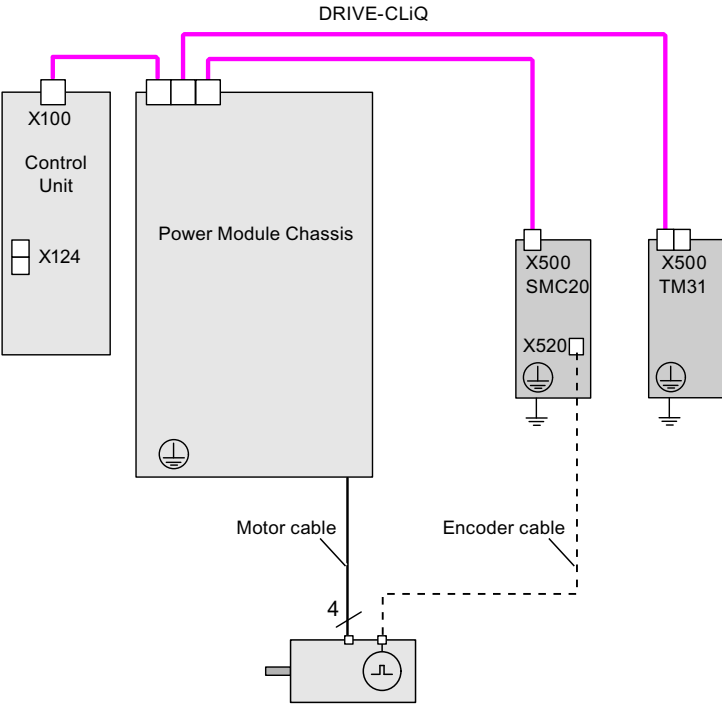 DRIVE-CLiQ
X100
Control
Unit
X124
Power Module Chassis
X500
SMC20
X520
X500
TM31
Motor cable
Encoder cable
4